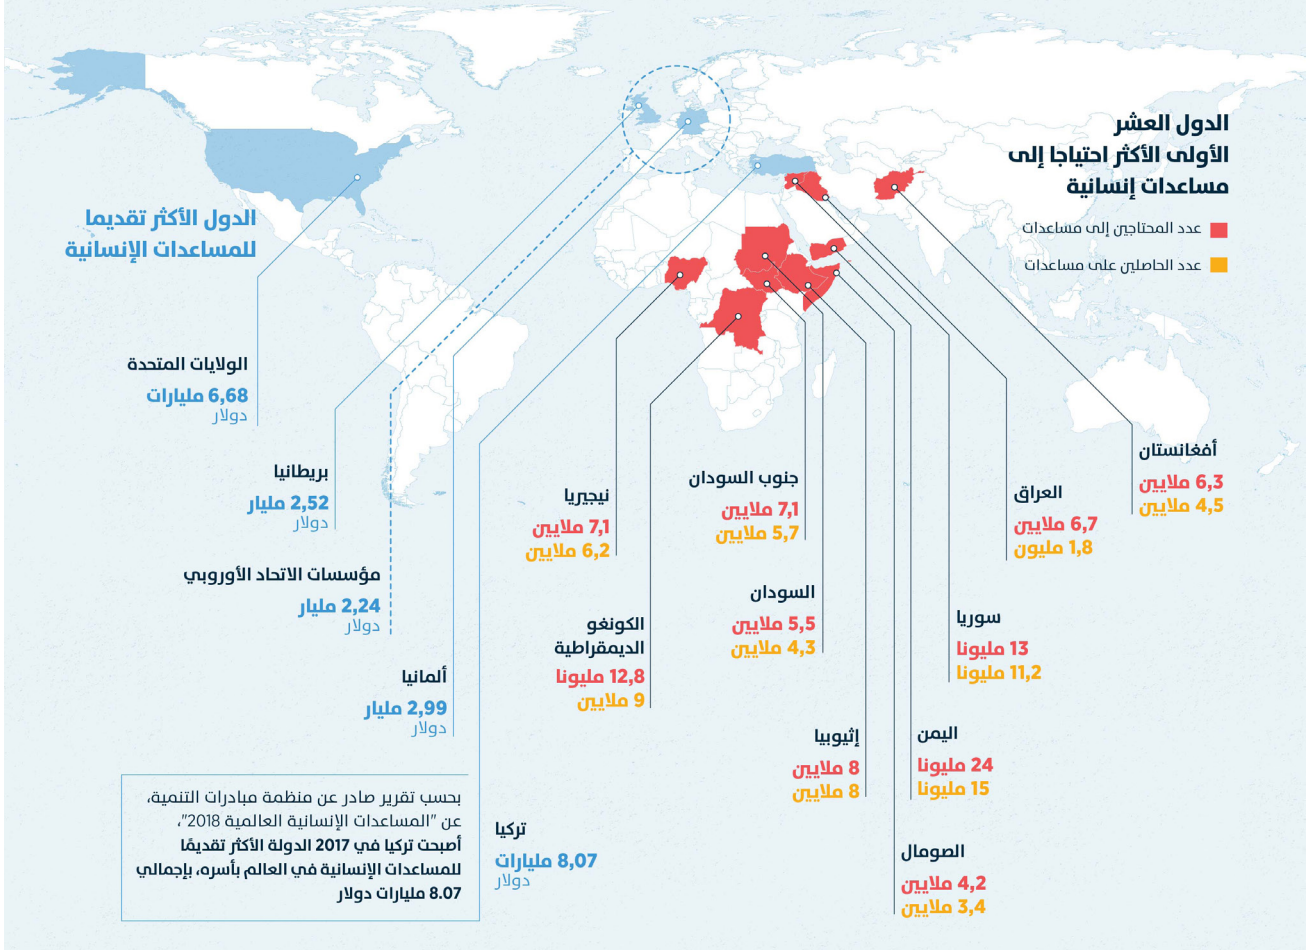 الدول العشر
الأولى الأكثر احتياجا إلى
مساعدات إنسانية
عدد المحتاجين إلى مساعدات
عدد الحاصلين على مساعدات
الدول الأكثر تقديما
للمساعدات الإنسانية
الولايات المتحدة
6,68 مليارات
دولار
بريطانيا
2,52 مليار
دولار
مؤسسات الاتحاد الأوروبي
2,24 مليار
دولار
ألمانيا
2,99 مليار
دولار
تركيا
8,07 مليارات
دولار
أفغانستان
6,3 ملايين
4,5 ملايين
العراق
6,7 ملايين
1,8 مليون
سوريا
13 مليونا
11,2 مليونا
اليمن
24 مليونا
15 مليونا
الصومال
4,2 ملايين
3,4 ملايين
إثيوبيا
8 ملايين
8 ملايين
جنوب السودان
7,1 ملايين
5,7 ملايين
السودان
5,5 ملايين
4,3 ملايين
نيجيريا
7,1 ملايين
6,2 ملايين
الكونغو
الديمقراطية
12,8 مليونا
9 ملايين
بحسب تقرير صادر عن منظمة مبادرات التنمية،
عن "المساعدات الإنسانية العالمية 2018"،
أصبحت تركيا في 2017 الدولة الأكثر تقديمًا
للمساعدات الإنسانية في العالم بأسره، بإجمالي
8.07 مليارات دولار